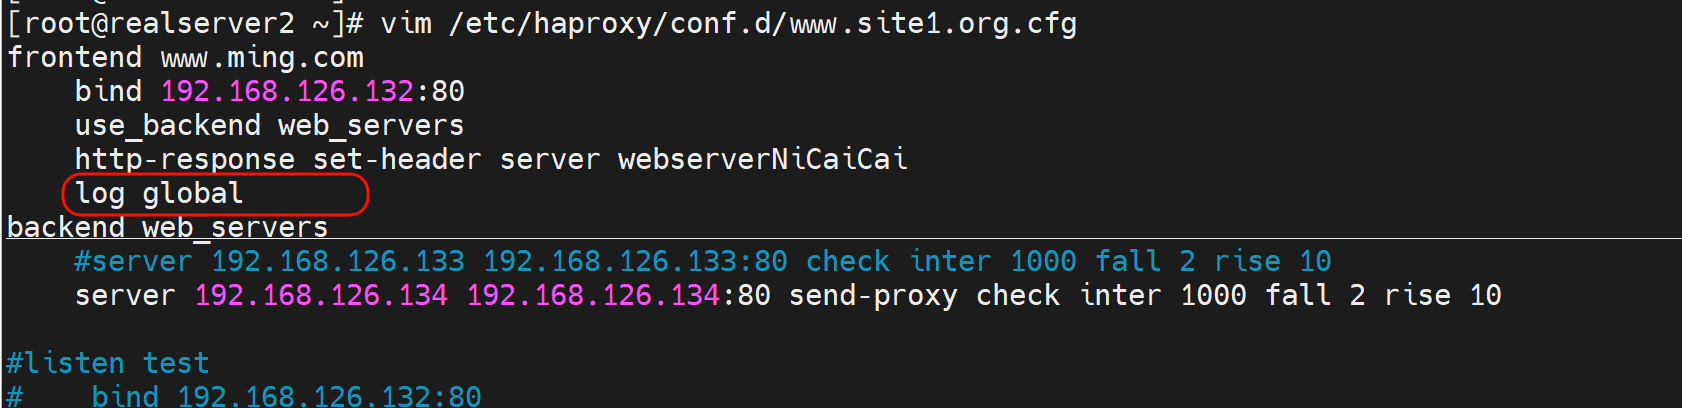 [root@realserver2 ~]# vim /etc/haproxy/conf.d/www.site1.org.cfg
frontend www.ming.com
    bind 192.168.126.132:80
    use_backend web_servers
    http-response set-header server webserverNiCaiCai
    log global
backend web_servers
    #server 192.168.126.133 192.168.126.133:80 check inter 1000 fall 2 rise 10
    server 192.168.126.134 192.168.126.134:80 send-proxy check inter 1000 fall 2 rise 10

#listen test
#    bind 192.168.126.132:80